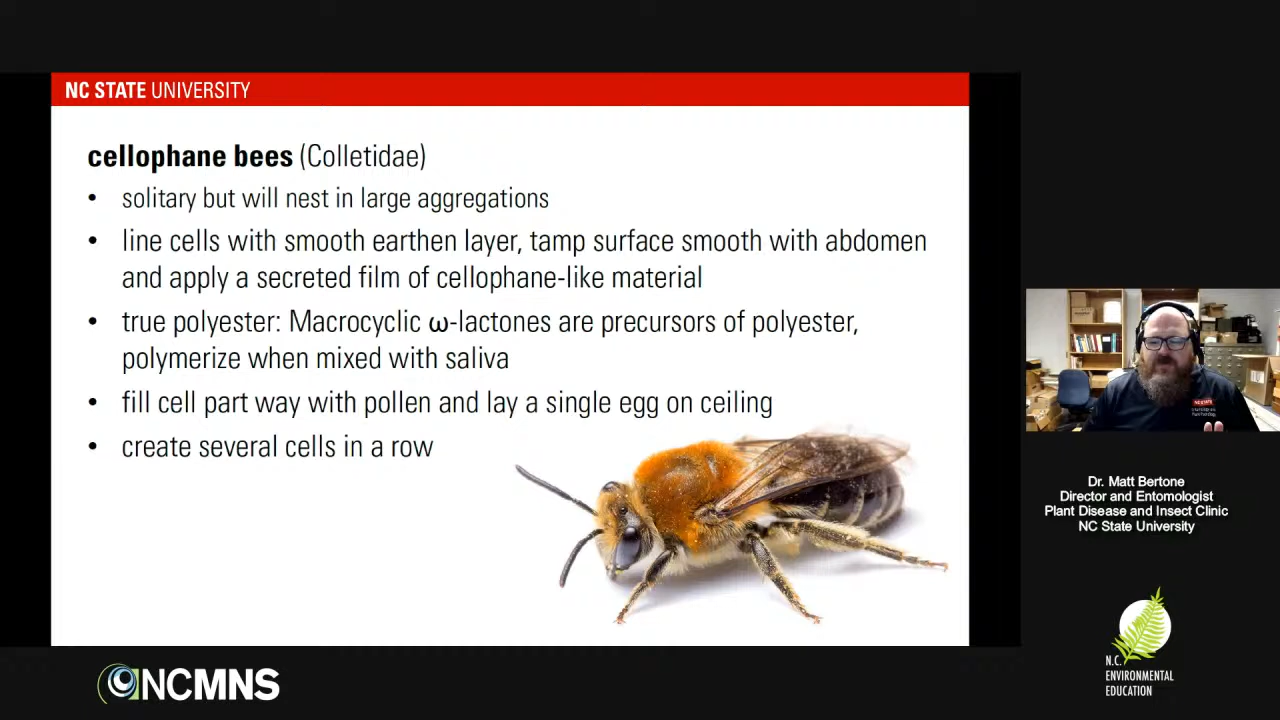 NC STATE UNIVERSITY
cellophane bees (Colletidae)
• solitary but will nest in large aggregations
• line cells with smooth earthen layer, tamp surface smooth with abdomen
and apply a secreted film of cellophane-like material
• true polyester: Macrocyclic ω-lactones are precursors of polyester,
polymerize when mixed with saliva
• fill cell part way with pollen and lay a single egg on ceiling
• create several cells in a row
NC STATE
Dr. Matt Bertone
Director and Entomologist
Plant Disease and Insect Clinic
NC State University
NCMNS
N.C.
ENVIRONMENTAL
EDUCATION